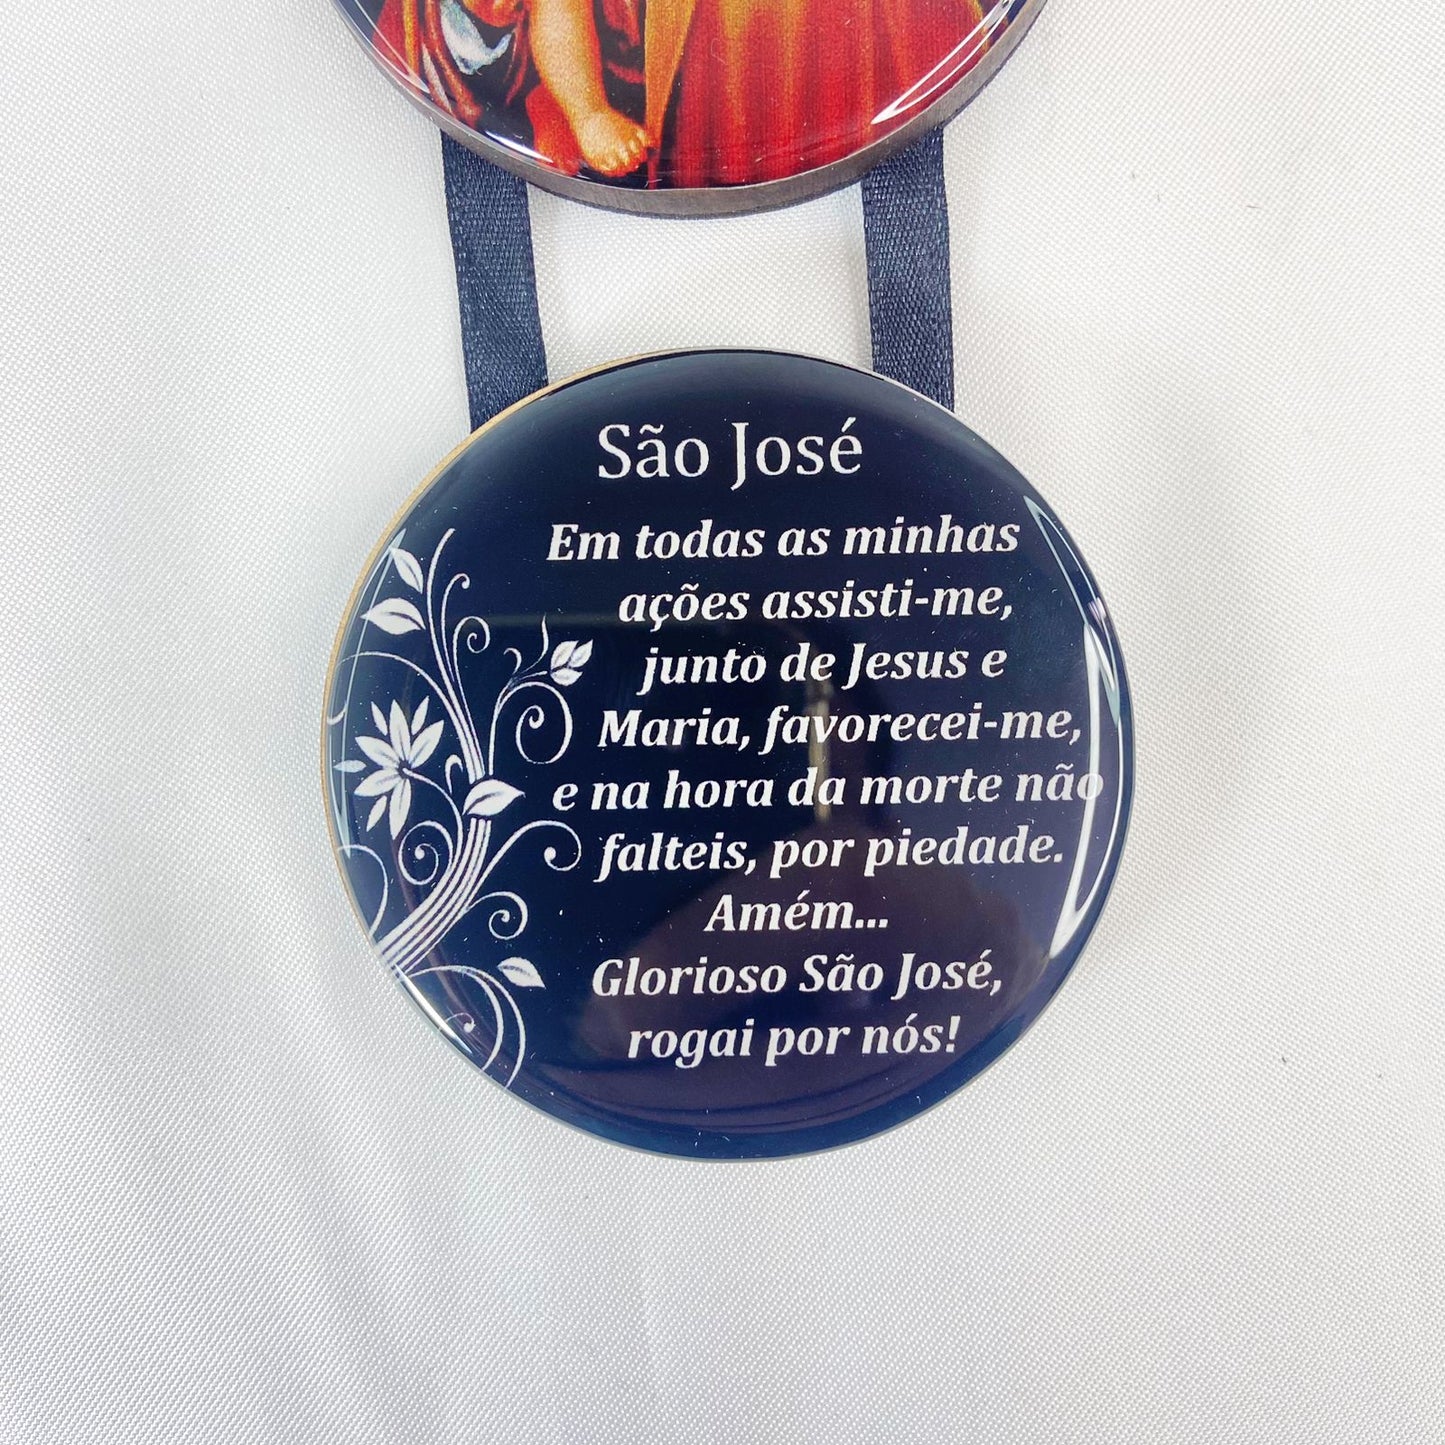 São José
Em todas as minhas
ações assisti-me,
junto de Jesus e
Maria, favorecei-me,
e na hora da morte não
falteis, por piedade.
Amém...
Glorioso São José,
rogai por nós!